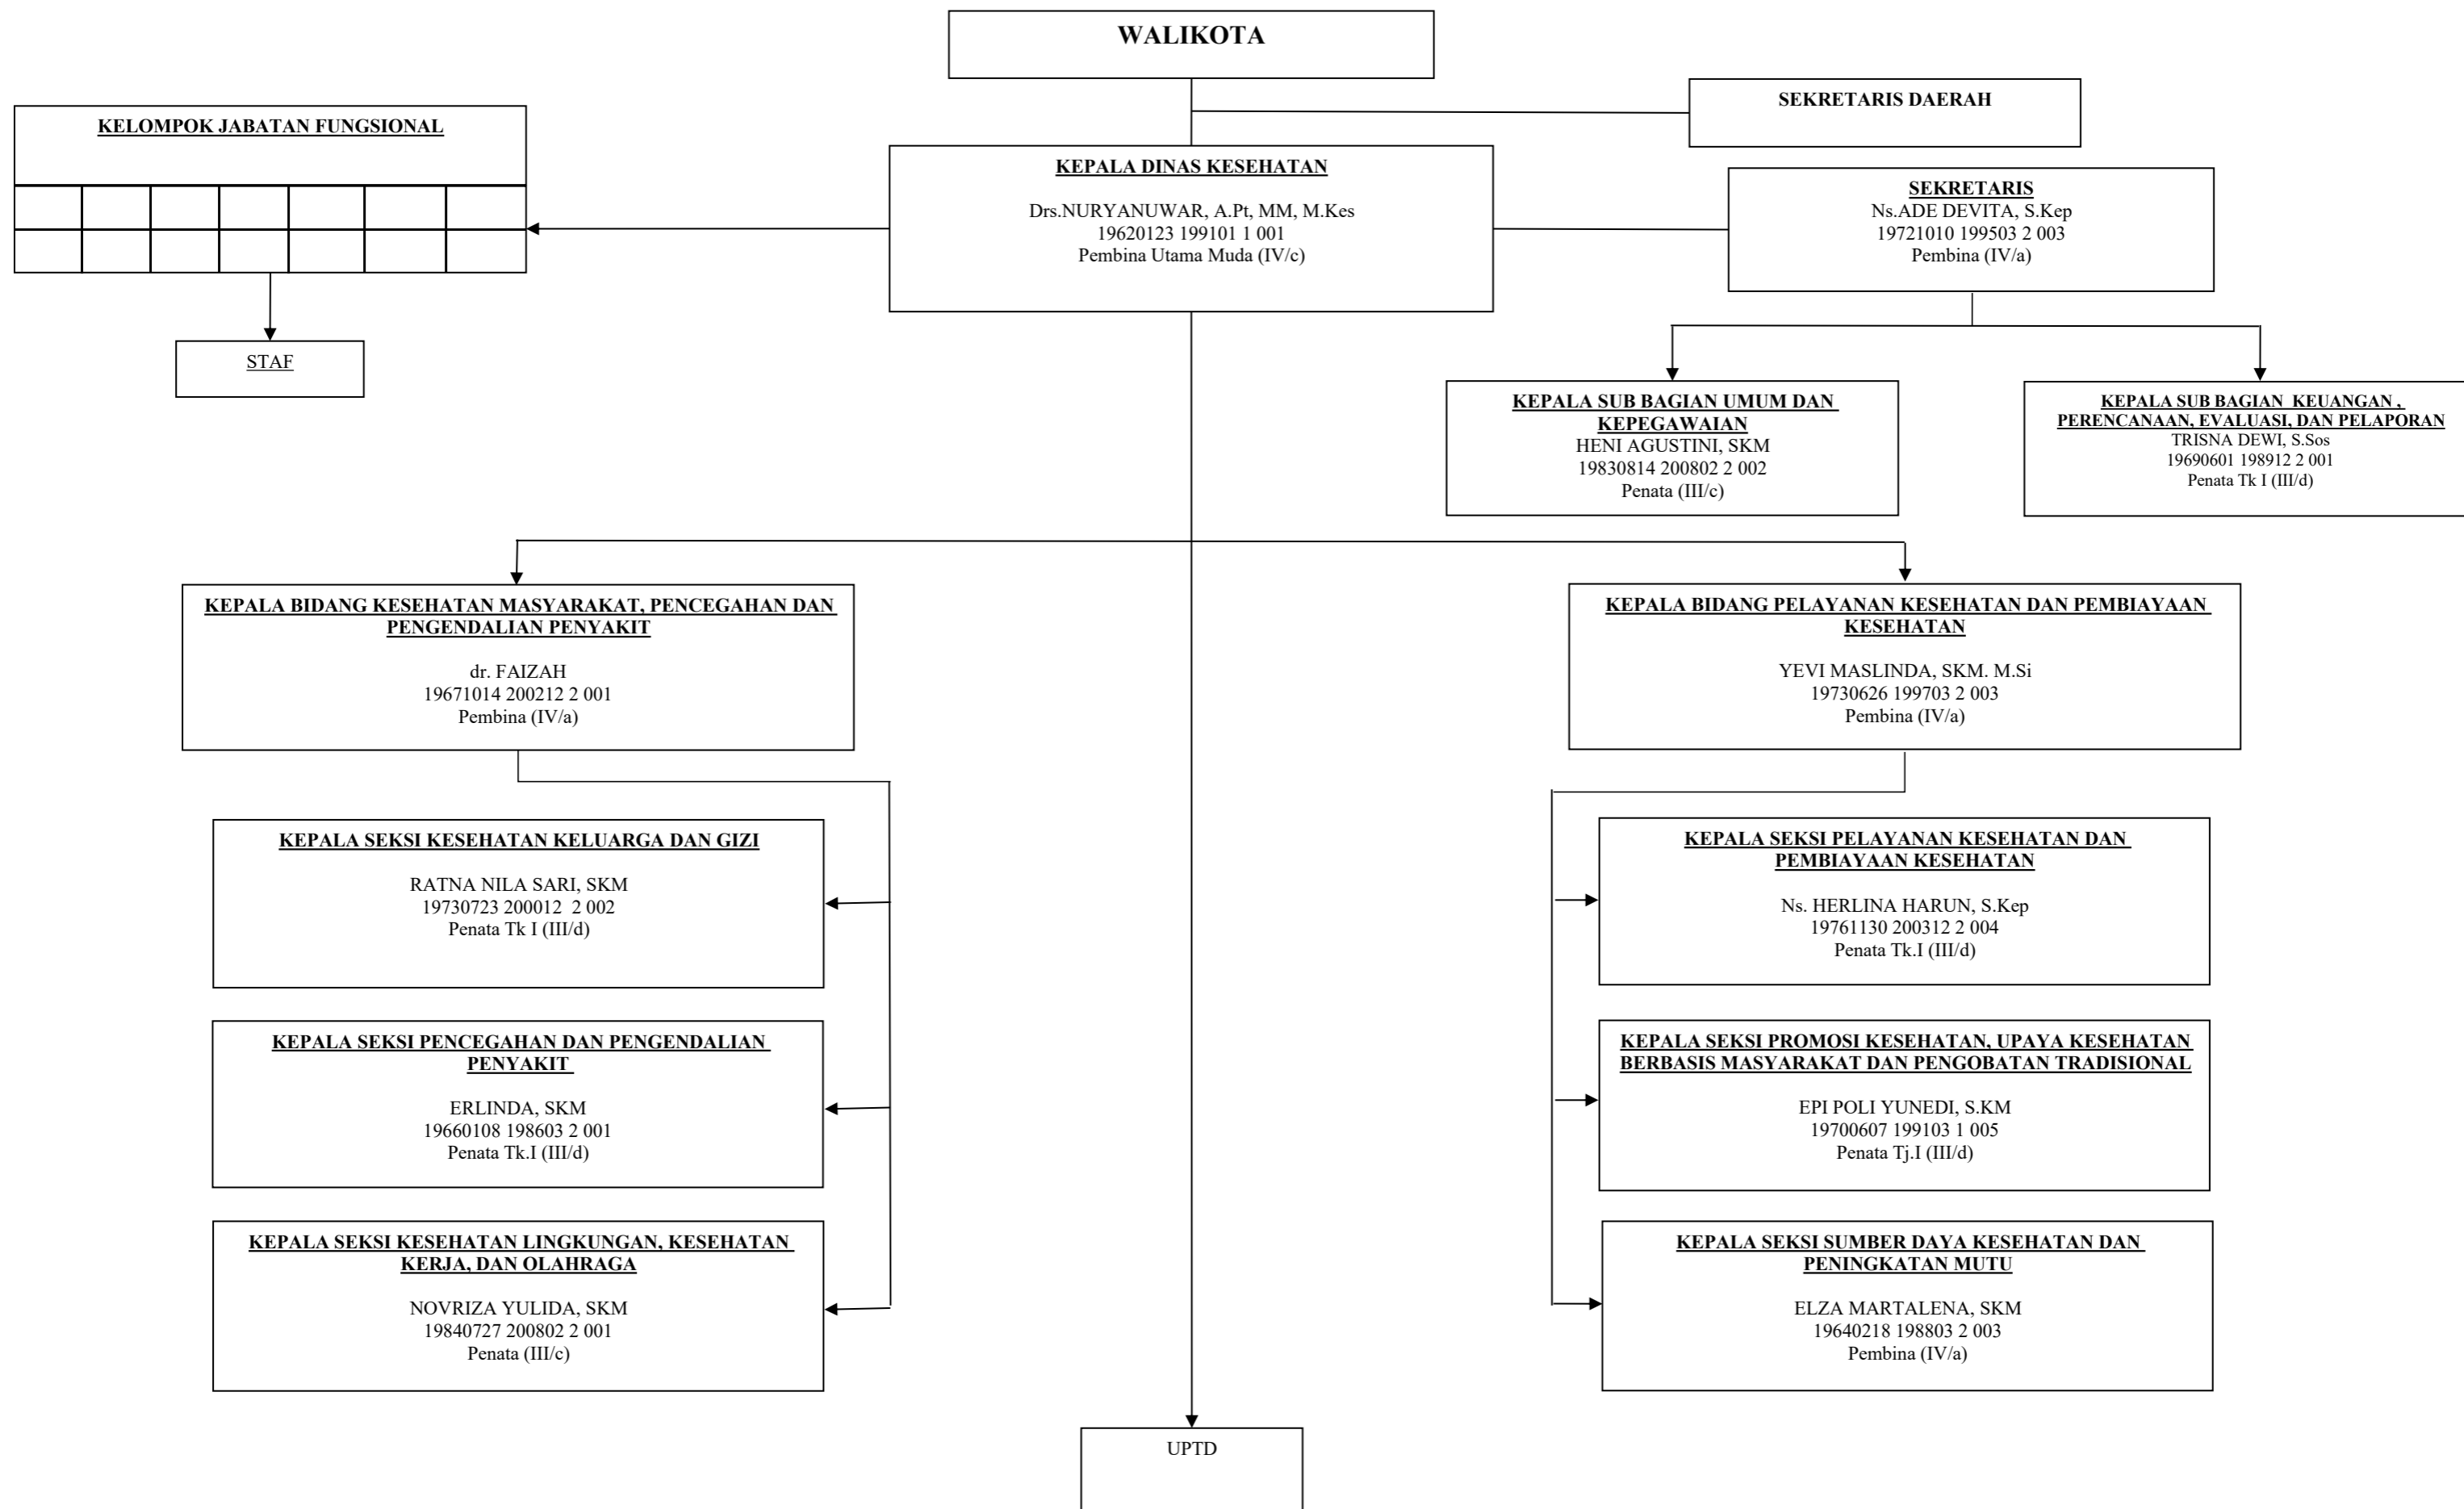 WALIKOTA
SEKRETARIS DAERAH
KELOMPOK JABATAN FUNGSIONAL
KEPALA DINAS KESEHATAN
Drs.NURYANUWAR, A.Pt, MM, M.Kes
19620123 199101 1 001
Pembina Utama Muda (IV/c)
SEKRETARIS
Ns.ADE DEVITA, S.Kep
19721010 199503 2 003
Pembina (IV/a)
STAF
KEPALA SUB BAGIAN UMUM DAN
KEPEGAWAIAN
HENI AGUSTINI, SKM
19830814 200802 2 002
Penata (III/c)
KEPALA SUB BAGIAN  KEUANGAN ,
PERENCANAAN, EVALUASI, DAN PELAPORAN
TRISNA DEWI, S.Sos
19690601 198912 2 001
Penata Tk I (III/d)
KEPALA BIDANG KESEHATAN MASYARAKAT, PENCEGAHAN DAN
PENGENDALIAN PENYAKIT
dr. FAIZAH
19671014 200212 2 001
Pembina (IV/a)
KEPALA BIDANG PELAYANAN KESEHATAN DAN PEMBIAYAAN
KESEHATAN
YEVI MASLINDA, SKM. M.Si
19730626 199703 2 003
Pembina (IV/a)
KEPALA SEKSI KESEHATAN KELUARGA DAN GIZI
RATNA NILA SARI, SKM
19730723 200012  2 002
Penata Tk I (III/d)
KEPALA SEKSI PELAYANAN KESEHATAN DAN
PEMBIAYAAN KESEHATAN
Ns. HERLINA HARUN, S.Kep
19761130 200312 2 004
Penata Tk.I (III/d)
KEPALA SEKSI PENCEGAHAN DAN PENGENDALIAN
PENYAKIT
ERLINDA, SKM
19660108 198603 2 001
Penata Tk.I (III/d)
KEPALA SEKSI PROMOSI KESEHATAN, UPAYA KESEHATAN
BERBASIS MASYARAKAT DAN PENGOBATAN TRADISIONAL
EPI POLI YUNEDI, S.KM
19700607 199103 1 005
Penata Tj.I (III/d)
KEPALA SEKSI KESEHATAN LINGKUNGAN, KESEHATAN
KERJA, DAN OLAHRAGA
NOVRIZA YULIDA, SKM
19840727 200802 2 001
Penata (III/c)
KEPALA SEKSI SUMBER DAYA KESEHATAN DAN
PENINGKATAN MUTU
ELZA MARTALENA, SKM
19640218 198803 2 003
Pembina (IV/a)
UPTD